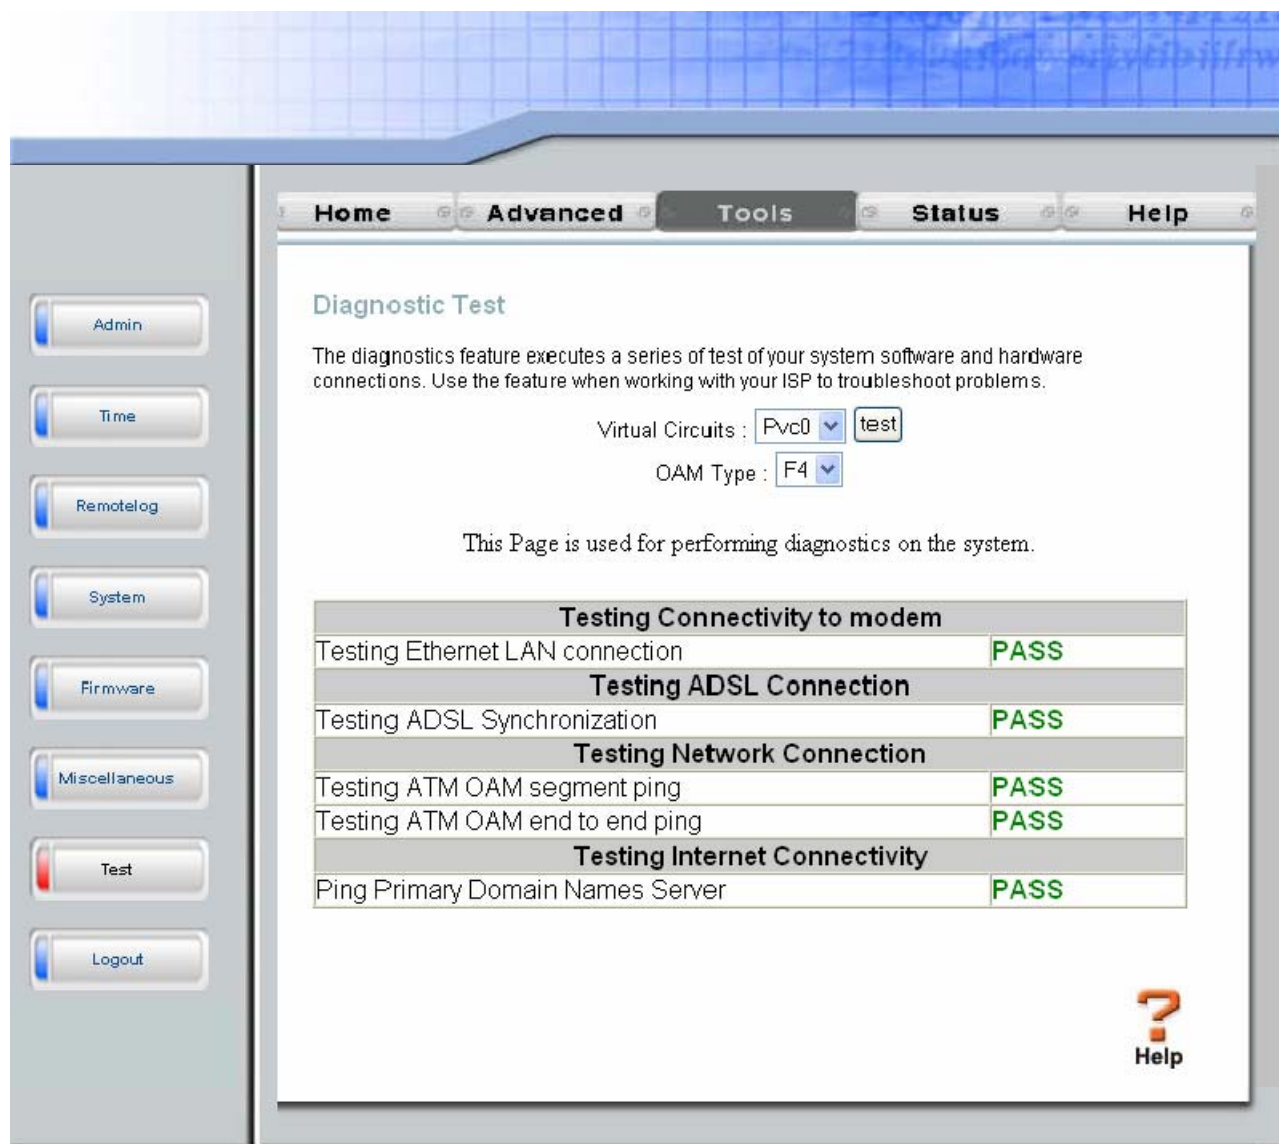 Home Advanced Tools Status Help
Admin
Time
Remotelog
System
Firmware
Miscellaneous
Test
Logout
Diagnostic Test
The diagnostics feature executes a series of test of your system software and hardware
connections. Use the feature when working with your ISP to troubleshoot problems.
Virtual Circuits : Pvc0 test
OAM Type : F4
This Page is used for performing diagnostics on the system.
Testing Connectivity to modem
Testing Ethernet LAN connection PASS
Testing ADSL Connection
Testing ADSL Synchronization PASS
Testing Network Connection
Testing ATM OAM segment ping PASS
Testing ATM OAM end to end ping PASS
Testing Internet Connectivity
Ping Primary Domain Names Server PASS
Help